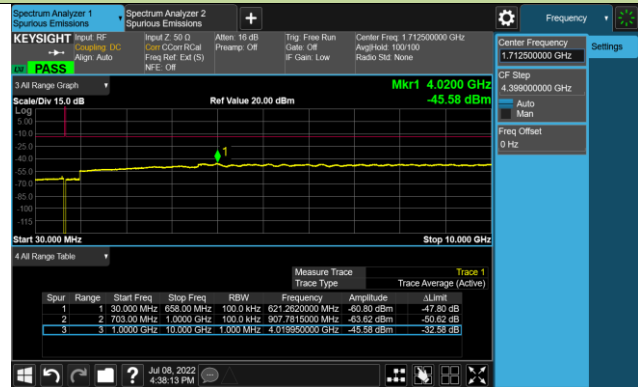 Spectrum Analyzer 1
Spurious Emissions
Spectrum Analyzer 2
Spurious Emissions
+
Frequency
KEYSIGHT
Input: RF
Coupling: DC
Align: Auto
Input Z: 50 Ω
Corr CCorr RCal
Freq Ref: Ext (S)
NFE: Off
Atten: 16 dB
Preamp: Off
Trig: Free Run
Gate: Off
IF Gain: Low
Center Freq: 1.712500000 GHz
Avg|Hold: 100/100
Radio Std: None
PASS
Center Frequency
1.712500000 GHz
Settings
CF Step
4.399000000 GHz
Auto
Man
Freq Offset
0 Hz
3 All Range Graph
Mkr1 4.0200 GHz
-45.58 dBm
Scale/Div 15.0 dB
Ref Value 20.00 dBm
Log
5.00
-10.0
-25.0
-40.0
-55.0
-70.0
-85.0
-100
-115
1
Start 30.000 MHz
Stop 10.000 GHz
4 All Range Table
Measure Trace Trace 1
Trace Type Trace Average (Active)
Spur Range Start Freq Stop Freq RBW Frequency Amplitude ΔLimit
1 1 30.000 MHz 658.00 MHz 100.0 kHz 621.2620000 MHz -60.80 dBm -47.80 dB
2 2 703.00 MHz 1.0000 GHz 100.0 kHz 907.7815000 MHz -63.62 dBm -50.62 dB
3 3 1.0000 GHz 10.000 GHz 1.000 MHz 4.019950000 GHz -45.58 dBm -32.58 dB
?
Jul 08, 2022
4:38:13 PM